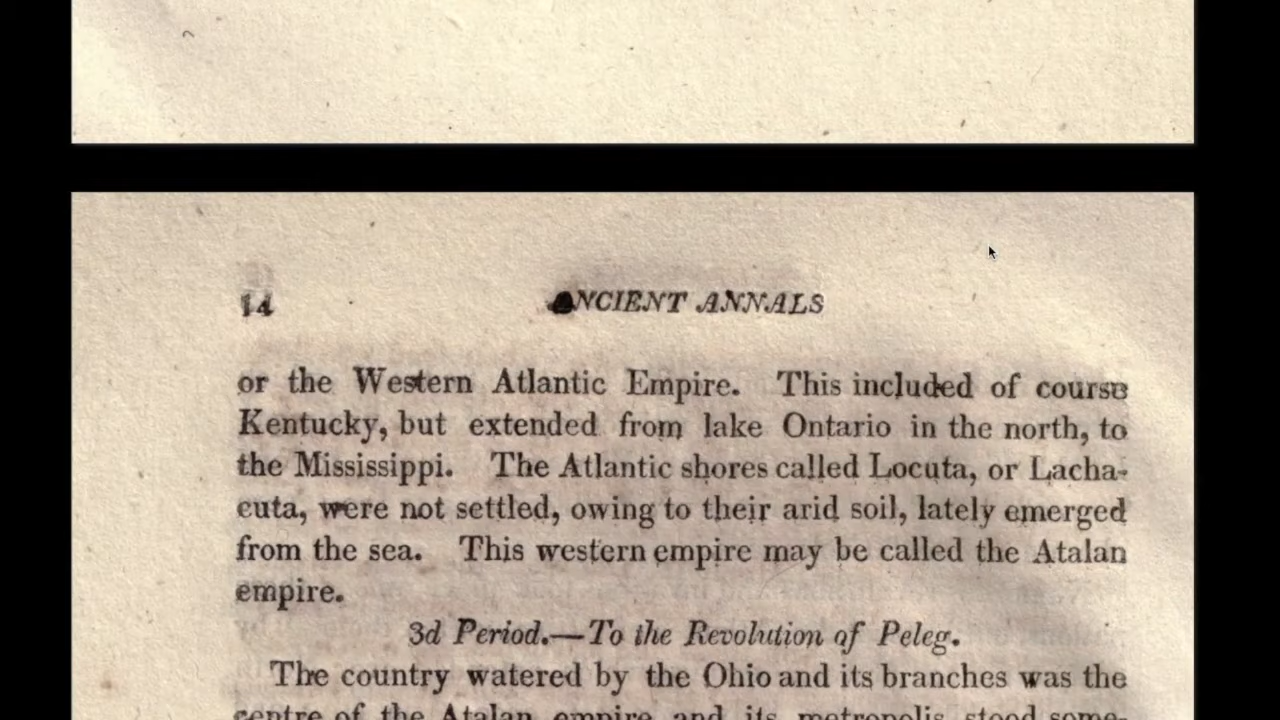 14 ANCIENT ANNALS
or the Western Atlantic Empire. This included of course
Kentucky, but extended from lake Ontario in the north, to
the Mississippi. The Atlantic shores called Locuta, or Lacha-
cuta, were not settled, owing to their arid soil, lately emerged
from the sea. This western empire may be called the Atalan
empire.
3d Period.—To the Revolution of Peleg.
The country watered by the Ohio and its branches was the
centre of the Atalan empire and its metropolis stood some-